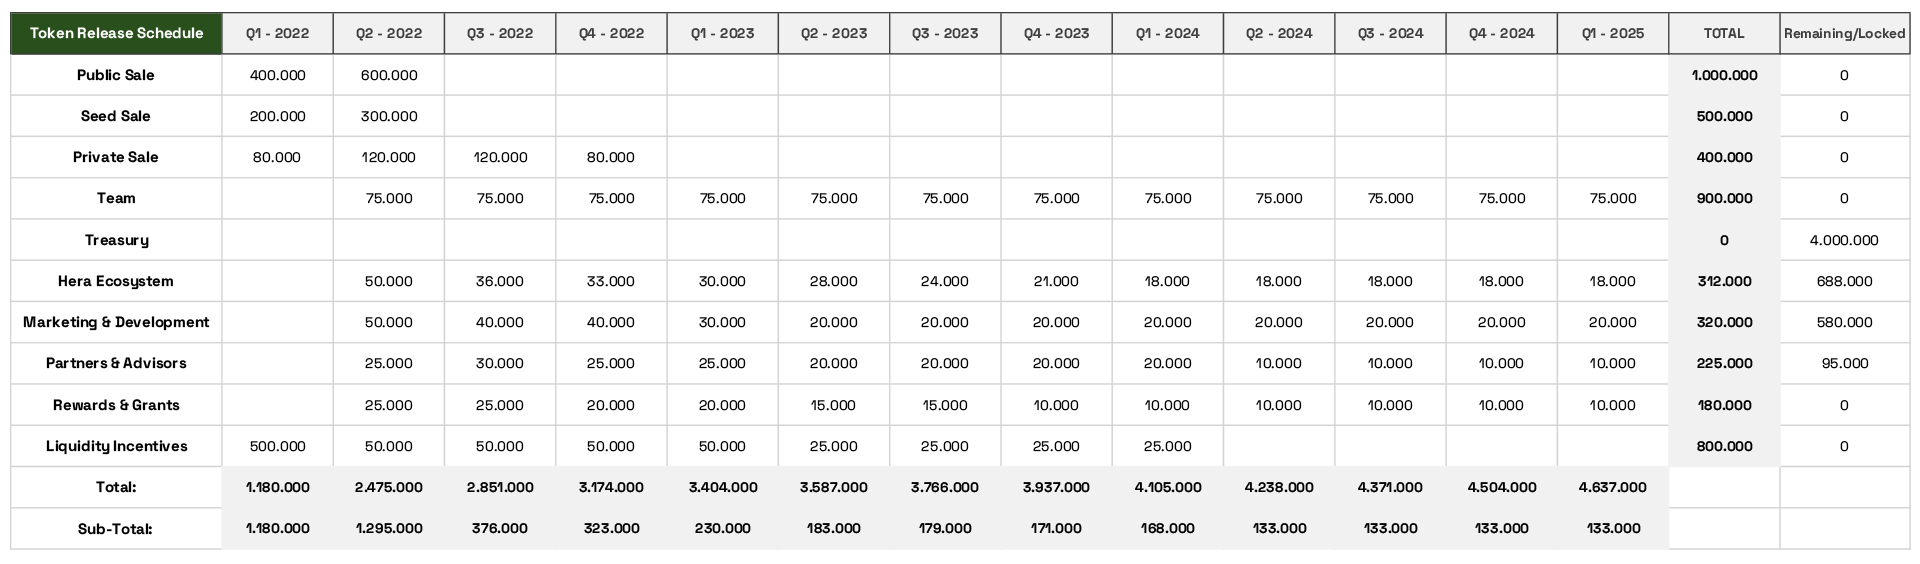 Token Release Schedule Q1 - 2022 Q2 - 2022 Q3 - 2022 Q4 - 2022 Q1 - 2023 Q2 - 2023 Q3 - 2023 Q4 - 2023 Q1 - 2024 Q2 - 2024 Q3 - 2024 Q4 - 2024 Q1 - 2025 TOTAL Remaining/Locked
Public Sale 400.000 600.000 1.000.000 0
Seed Sale 200.000 300.000 500.000 0
Private Sale 80.000 120.000 120.000 80.000 400.000 0
Team 75.000 75.000 75.000 75.000 75.000 75.000 75.000 75.000 75.000 75.000 75.000 75.000 900.000 0
Treasury 0 4.000.000
Hera Ecosystem 50.000 36.000 33.000 30.000 28.000 24.000 21.000 18.000 18.000 18.000 18.000 18.000 312.000 688.000
Marketing & Development 50.000 40.000 40.000 30.000 20.000 20.000 20.000 20.000 20.000 20.000 20.000 20.000 320.000 580.000
Partners & Advisors 25.000 30.000 25.000 25.000 20.000 20.000 20.000 20.000 10.000 10.000 10.000 10.000 225.000 95.000
Rewards & Grants 25.000 25.000 20.000 20.000 15.000 15.000 10.000 10.000 10.000 10.000 10.000 10.000 180.000 0
Liquidity Incentives 500.000 50.000 50.000 50.000 50.000 25.000 25.000 25.000 25.000 800.000 0
Total: 1.180.000 2.475.000 2.851.000 3.174.000 3.404.000 3.587.000 3.766.000 3.937.000 4.105.000 4.238.000 4.371.000 4.504.000 4.637.000
Sub-Total: 1.180.000 1.295.000 376.000 323.000 230.000 183.000 179.000 171.000 168.000 133.000 133.000 133.000 133.000